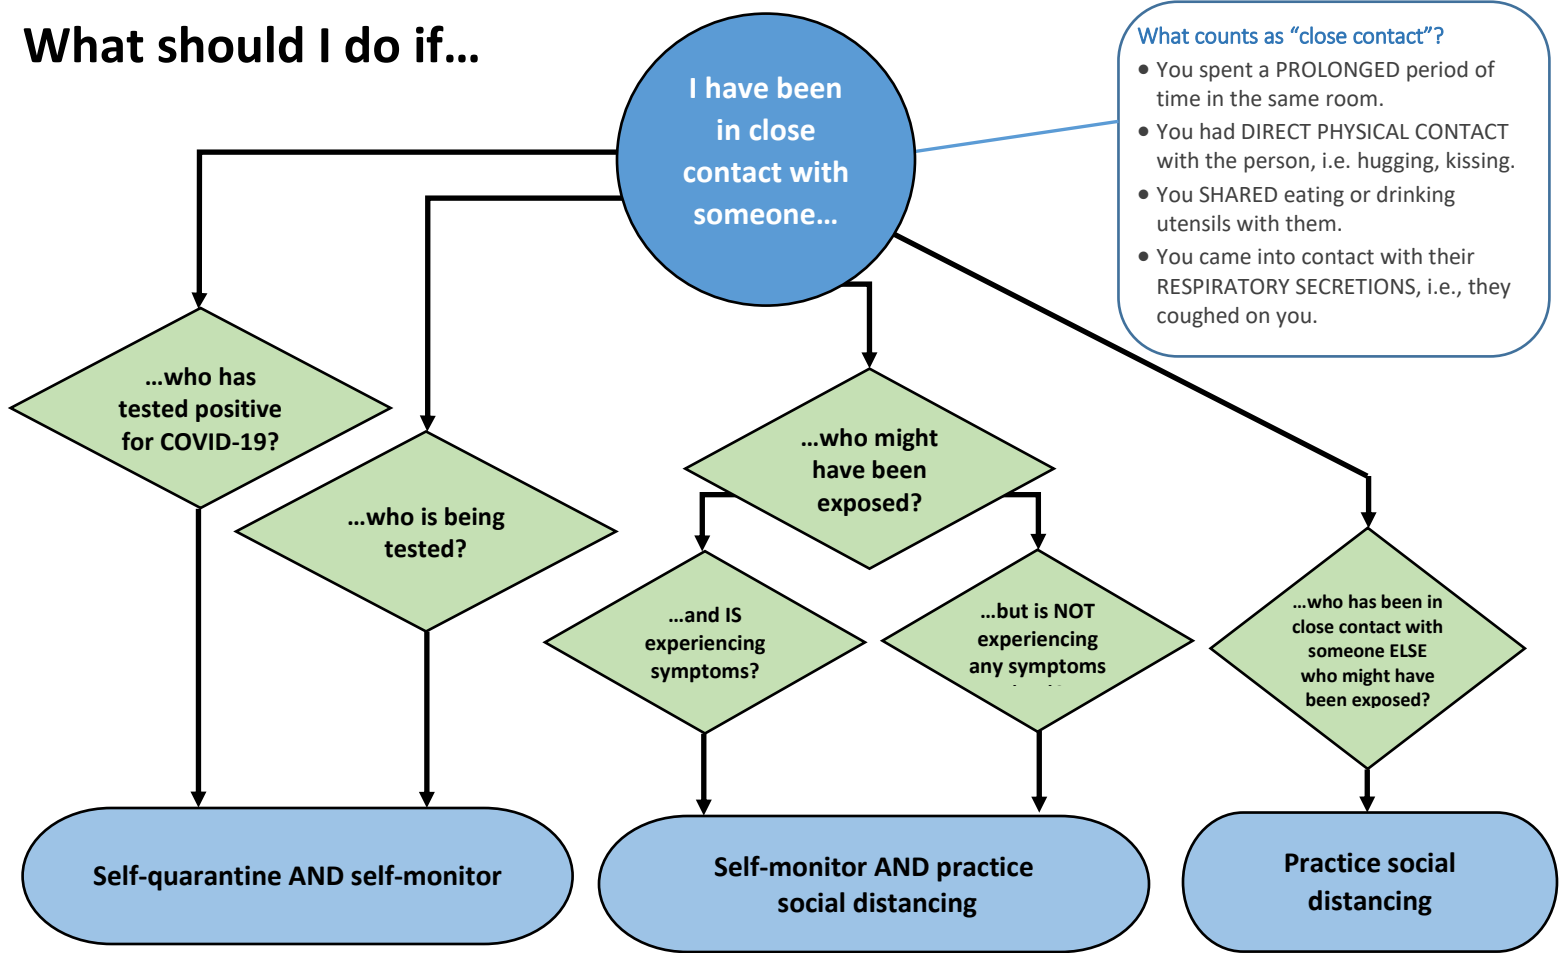 What should I do if…
I have been
in close
contact with
someone…
What counts as “close contact”?
• You spent a PROLONGED period of
time in the same room.
• You had DIRECT PHYSICAL CONTACT
with the person, i.e. hugging, kissing.
• You SHARED eating or drinking
utensils with them.
• You came into contact with their
RESPIRATORY SECRETIONS, i.e., they
coughed on you.
…who has
tested positive
for COVID-19?
…who is being
tested?
…who might
have been
exposed?
…and IS
experiencing
symptoms?
…but is NOT
experiencing
any symptoms
…who has been in
close contact with
someone ELSE
who might have
been exposed?
Self-quarantine AND self-monitor
Self-monitor AND practice
social distancing
Practice social
distancing